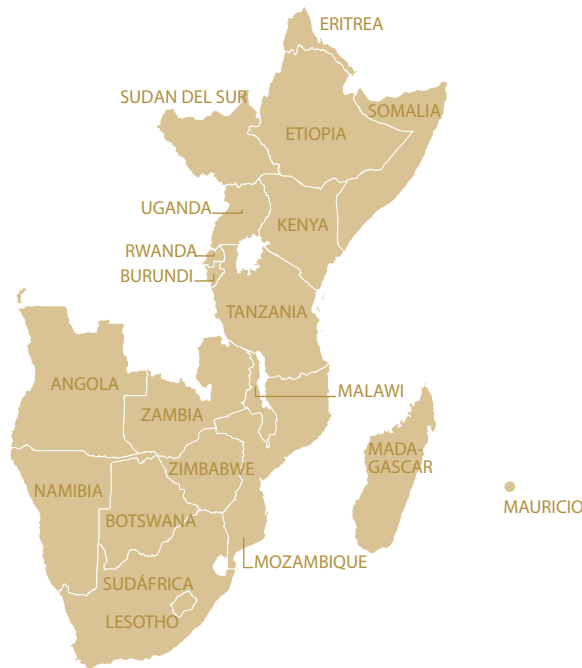 ERITREA
SUDAN DEL SUR
SOMALIA
ETIOPIA
UGANDA
KENYA
RWANDA
BURUNDI
TANZANIA
ANGOLA
MALAWI
ZAMBIA
MADA-
GASCAR
ZIMBABWE
NAMIBIA
MAURICIO
BOTSWANA
MOZAMBIQUE
SUDÁFRICA
LESOTHO